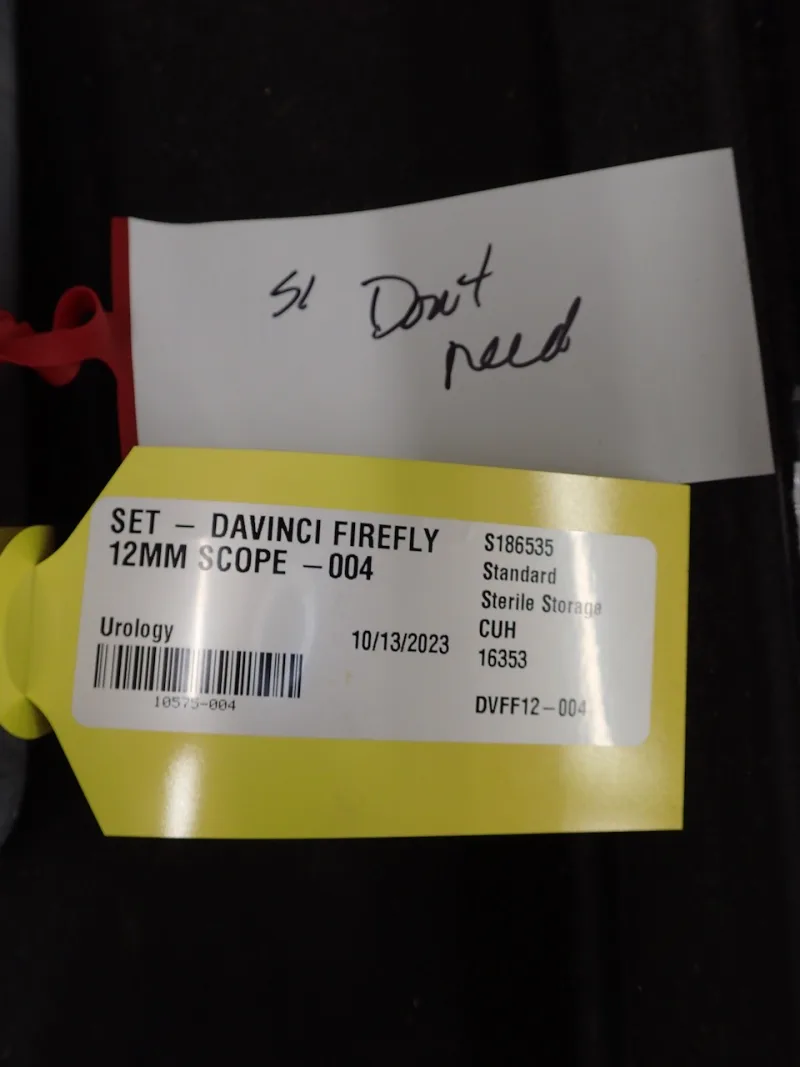 SI Don't
need
SET – DAVINCI FIREFLY
12MM SCOPE –004
Urology
10/13/2023
10575-004
S186535
Standard
Sterile Storage
CUH
16353
DVFF12–004